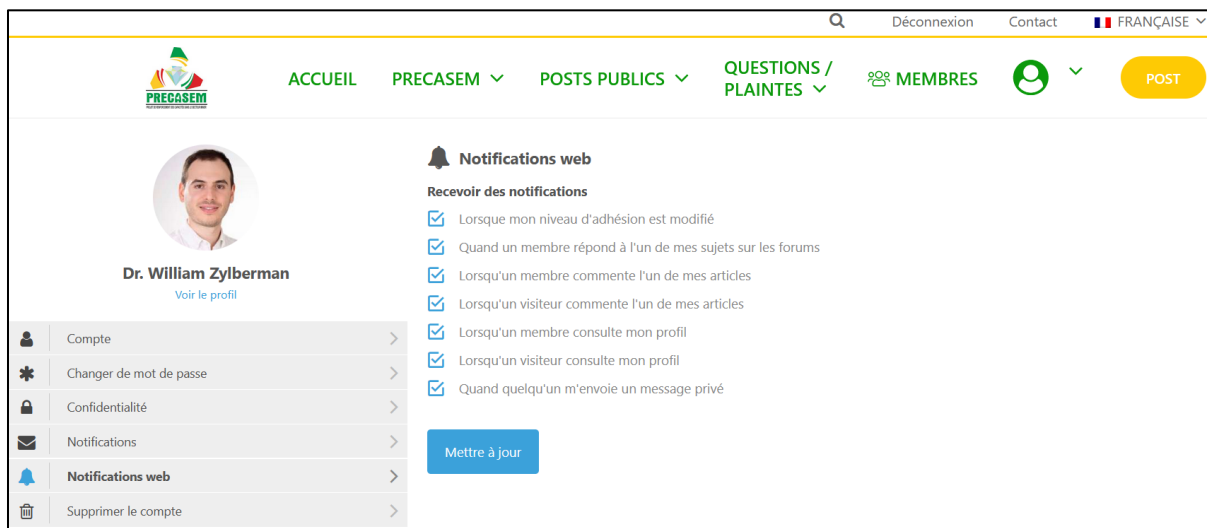 Déconnexion
Contact
FRANÇAISE
PRECASEM
ACCUEIL
PRECASEM
POSTS PUBLICS
QUESTIONS /
PLAINTES
MEMBRES
POST
Dr. William Zylberman
Voir le profil
Compte
Changer de mot de passe
Confidentialité
Notifications
Notifications web
Supprimer le compte
Notifications web
Recevoir des notifications
Lorsque mon niveau d'adhésion est modifié
Quand un membre répond à l'un de mes sujets sur les forums
Lorsqu'un membre commente l'un de mes articles
Lorsqu'un visiteur commente l'un de mes articles
Lorsqu'un membre consulte mon profil
Lorsqu'un visiteur consulte mon profil
Quand quelqu'un m'envoie un message privé
Mettre à jour